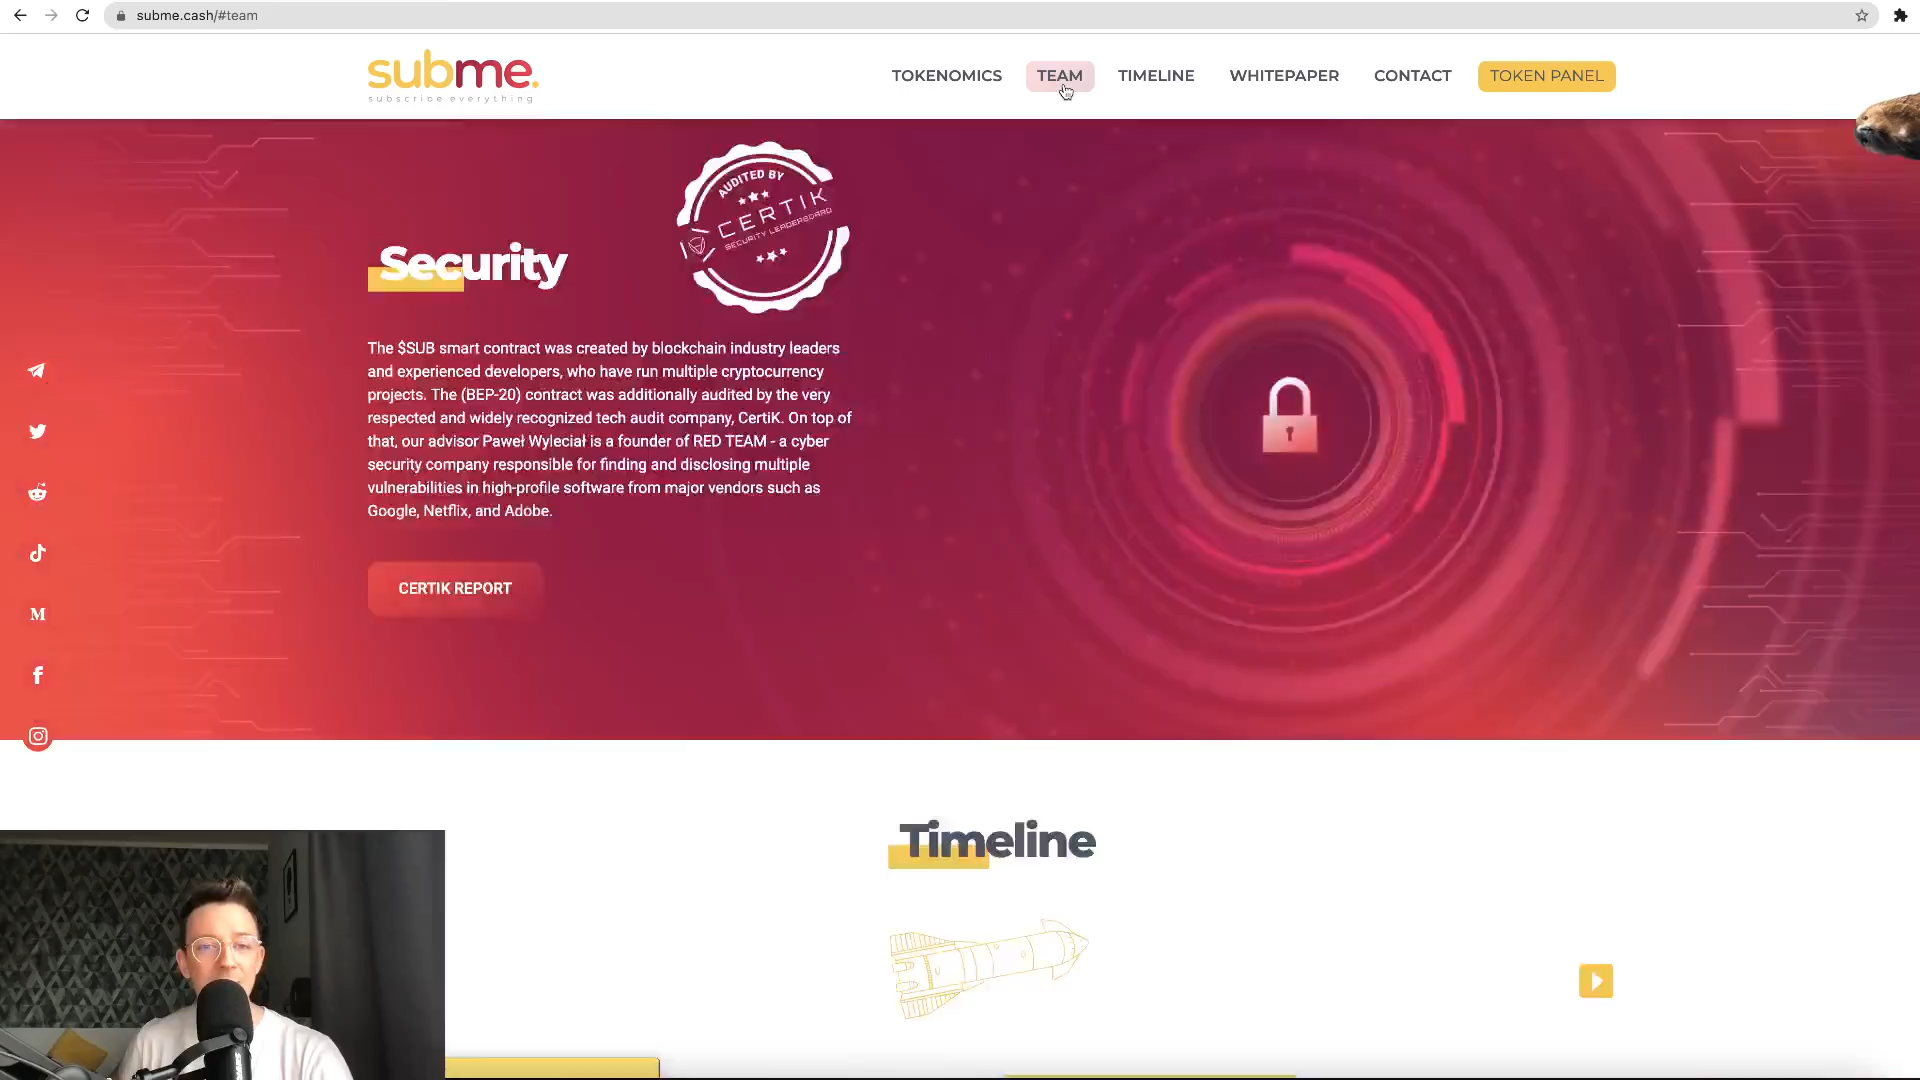 subme.cash/#team
subme.
subscribe everything
TOKENOMICS
TEAM
TIMELINE
WHITEPAPER
CONTACT
TOKEN PANEL
AUDITED BY
CERTIK
SECURITY LEADERBOARD
Security
The $SUB smart contract was created by blockchain industry leaders
and experienced developers, who have run multiple cryptocurrency
projects. The (BEP-20) contract was additionally audited by the very
respected and widely recognized tech audit company, CertiK. On top of
that, our advisor Paweł Wyleciał is a founder of RED TEAM - a cyber
security company responsible for finding and disclosing multiple
vulnerabilities in high-profile software from major vendors such as
Google, Netflix, and Adobe.
CERTIK REPORT
Timeline